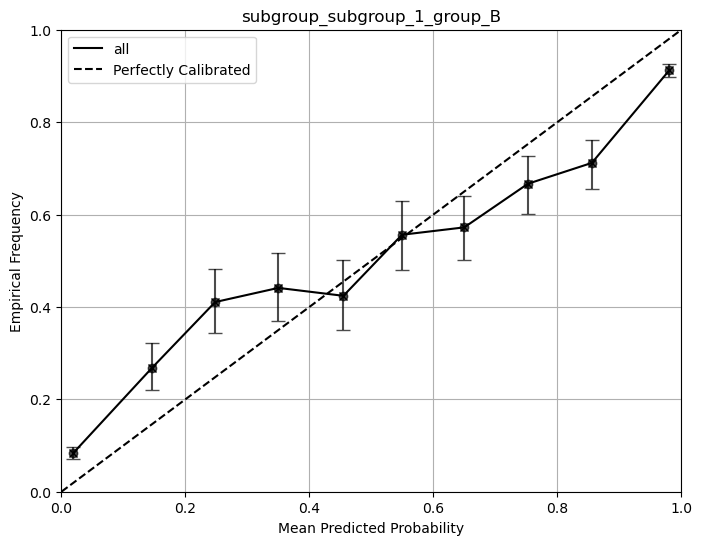 subgroup_subgroup_1_group_B
all
Perfectly Calibrated
1.0
0.8
0.6
0.4
0.2
0.0
Empirical Frequency
0.0 0.2 0.4 0.6 0.8 1.0
Mean Predicted Probability